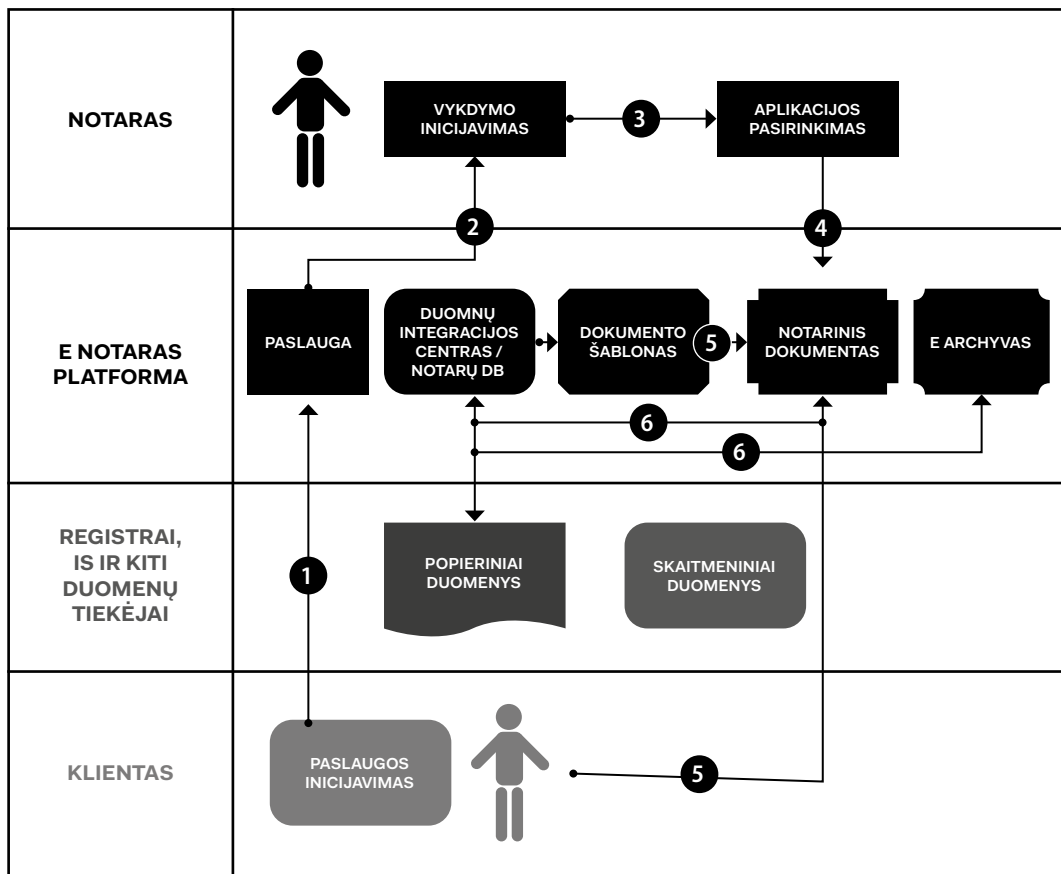 NOTARAS
VYKDYMO
INICIJAVIMAS
3
APLIKACIJOS
PASIRINKIMAS
2
4
E NOTARAS
PLATFORMA
PASLAUGA
DUOMNŲ
INTEGRACIJOS
CENTRAS /
NOTARŲ DB
DOKUMENTO
ŠABLONAS
5
NOTARINIS
DOKUMENTAS
E ARCHYVAS
6
6
REGISTRAI,
IS IR KITI
DUOMENŲ
TIEKĖJAI
1
POPIERINIAI
DUOMENYS
SKAITMENINIAI
DUOMENYS
KLIENTAS
PASLAUGOS
INICIJAVIMAS
5